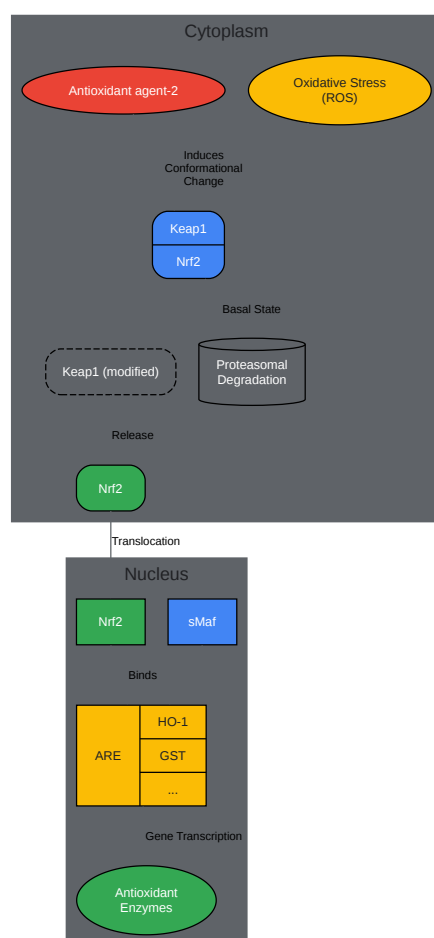 Cytoplasm
Antioxidant agent-2
Oxidative Stress
(ROS)
Induces
Conformational
Change
Keap1
Nrf2
Basal State
Keap1 (modified)
Proteasomal
Degradation
Release
Nrf2
Translocation
Nucleus
Nrf2
sMaf
Binds
ARE
HO-1
GST
...
Gene Transcription
Antioxidant
Enzymes